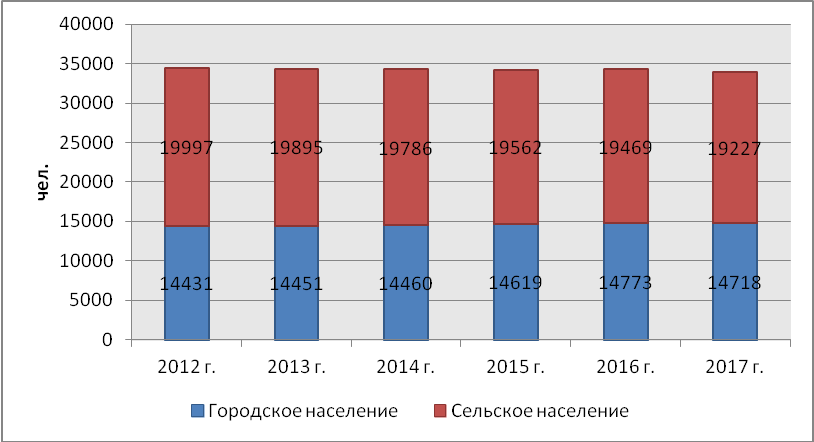 40000
35000
30000
25000
20000
15000
10000
5000
0
чел.
19997 19895 19786 19562 19469 19227
14431 14451 14460 14619 14773 14718
2012 г. 2013 г. 2014 г. 2015 г. 2016 г. 2017 г.
Городское население Сельское население